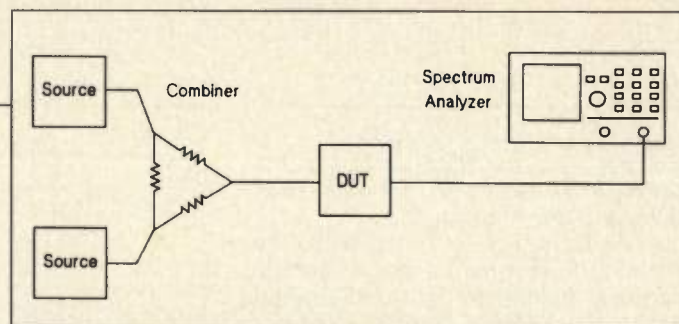 Source
Combiner
Spectrum
Analyzer
DUT
Source